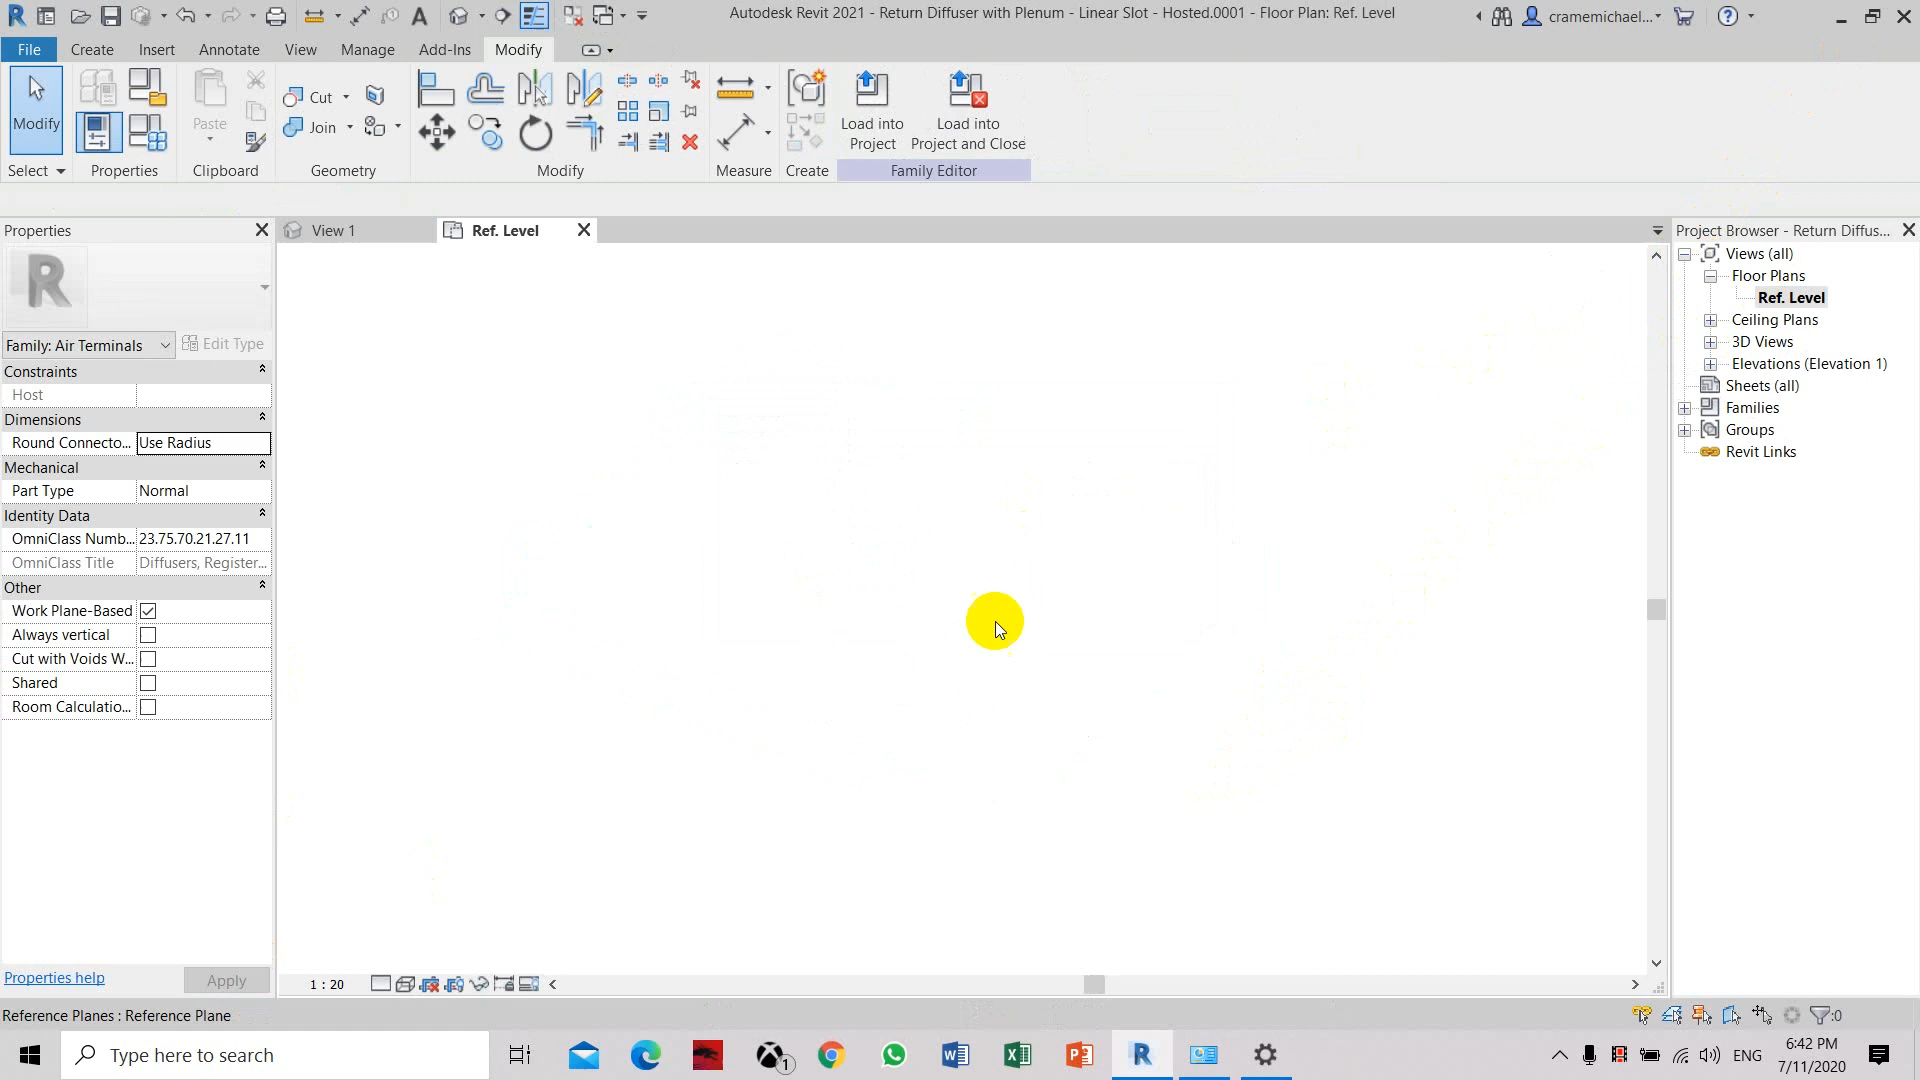 Autodesk Revit 2021 - Return Diffuser with Plenum - Linear Slot - Hosted.0001 - Floor Plan: Ref. Level
cramemichael...
File Create Insert Annotate View Manage Add-Ins Modify
Modify
Paste
Cut
Join
Load into
Project
Load into
Project and Close
Select Properties Clipboard Geometry Modify Measure Create Family Editor
Properties
View 1
Ref. Level
Project Browser - Return Diffus...
Family: Air Terminals
Edit Type
Constraints
Host
Dimensions
Round Connecto... Use Radius
Mechanical
Part Type Normal
Identity Data
OmniClass Numb... 23.75.70.21.27.11
OmniClass Title Diffusers, Register...
Other
Work Plane-Based
Always vertical
Cut with Voids W...
Shared
Room Calculatio...
Views (all)
Floor Plans
Ref. Level
Ceiling Plans
3D Views
Elevations (Elevation 1)
Sheets (all)
Families
Groups
Revit Links
Properties help
Apply
1 : 20
Reference Planes : Reference Plane
:0
Type here to search
1
ENG
6:42 PM
7/11/2020